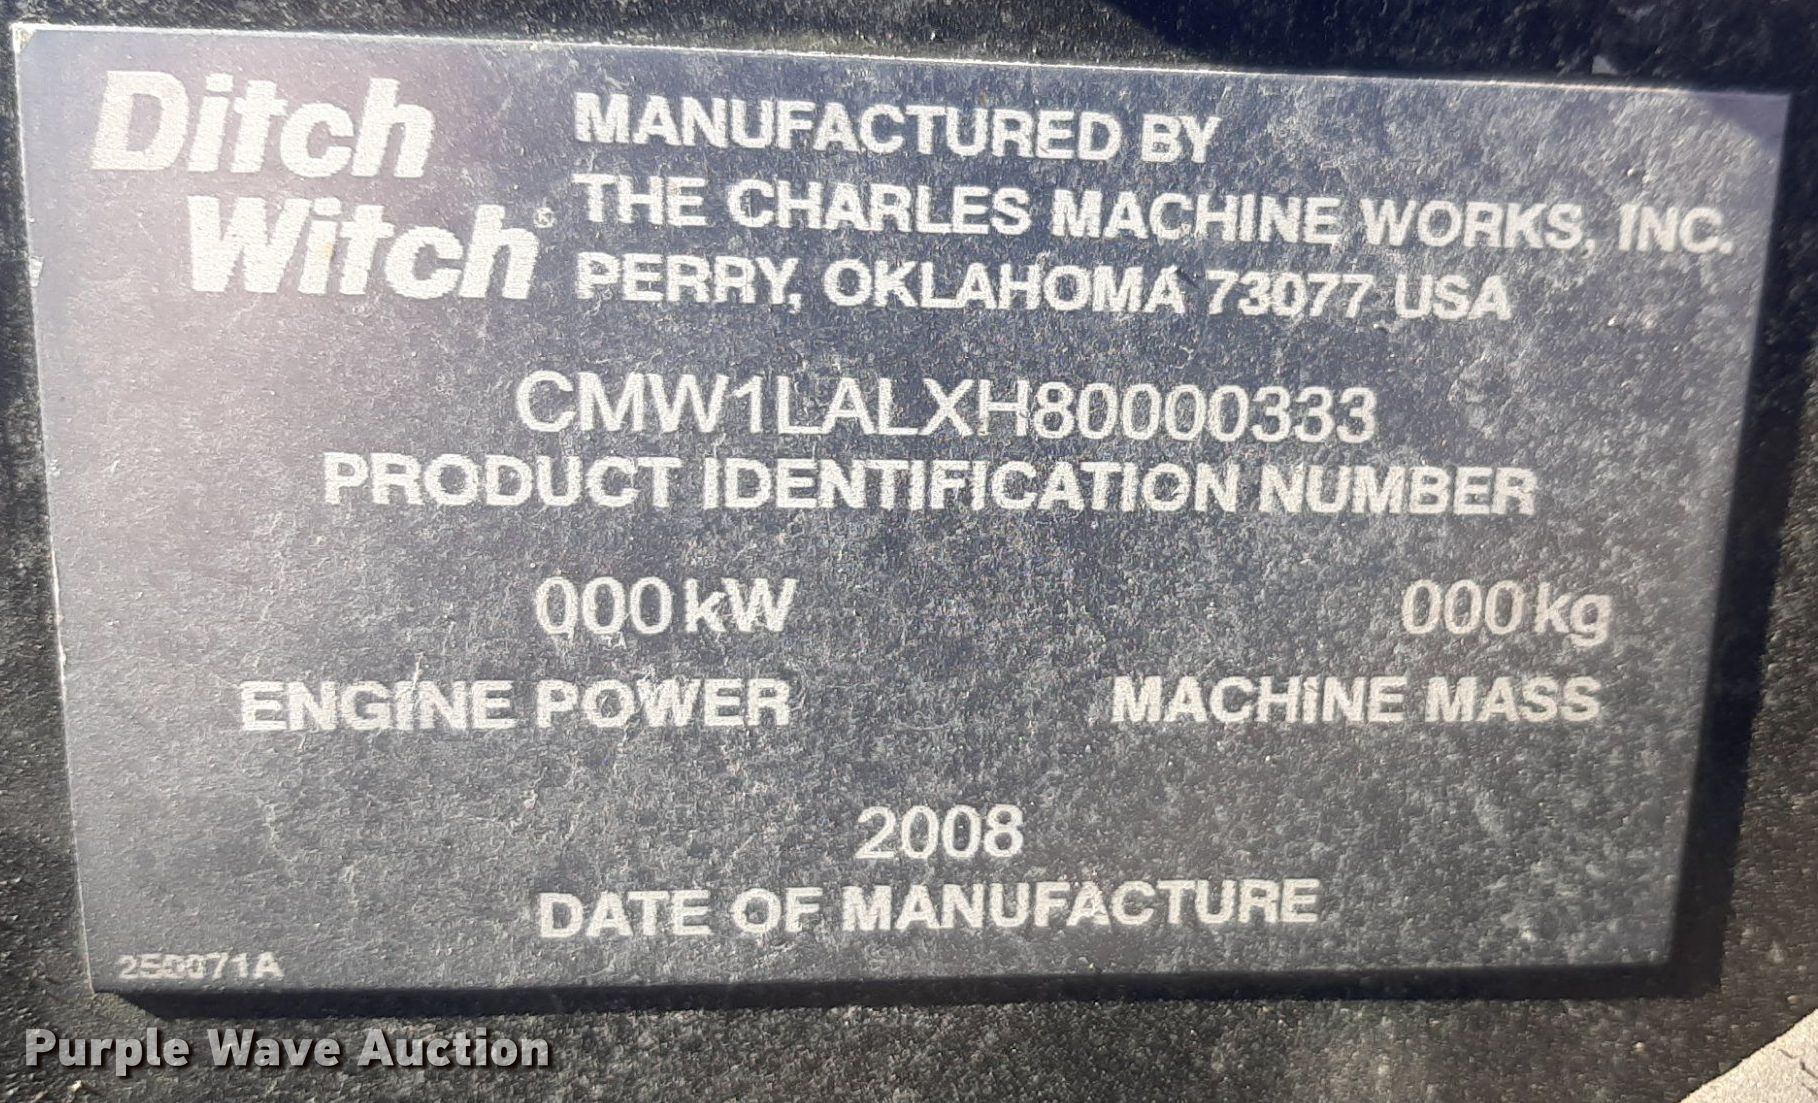 Ditch
Witch®
MANUFACTURED BY
THE CHARLES MACHINE WORKS, INC.
PERRY, OKLAHOMA 73077 USA
CMW1LALXH80000333
PRODUCT IDENTIFICATION NUMBER
000kW 000kg
ENGINE POWER MACHINE MASS
2008
DATE OF MANUFACTURE
Purple Wave Auction